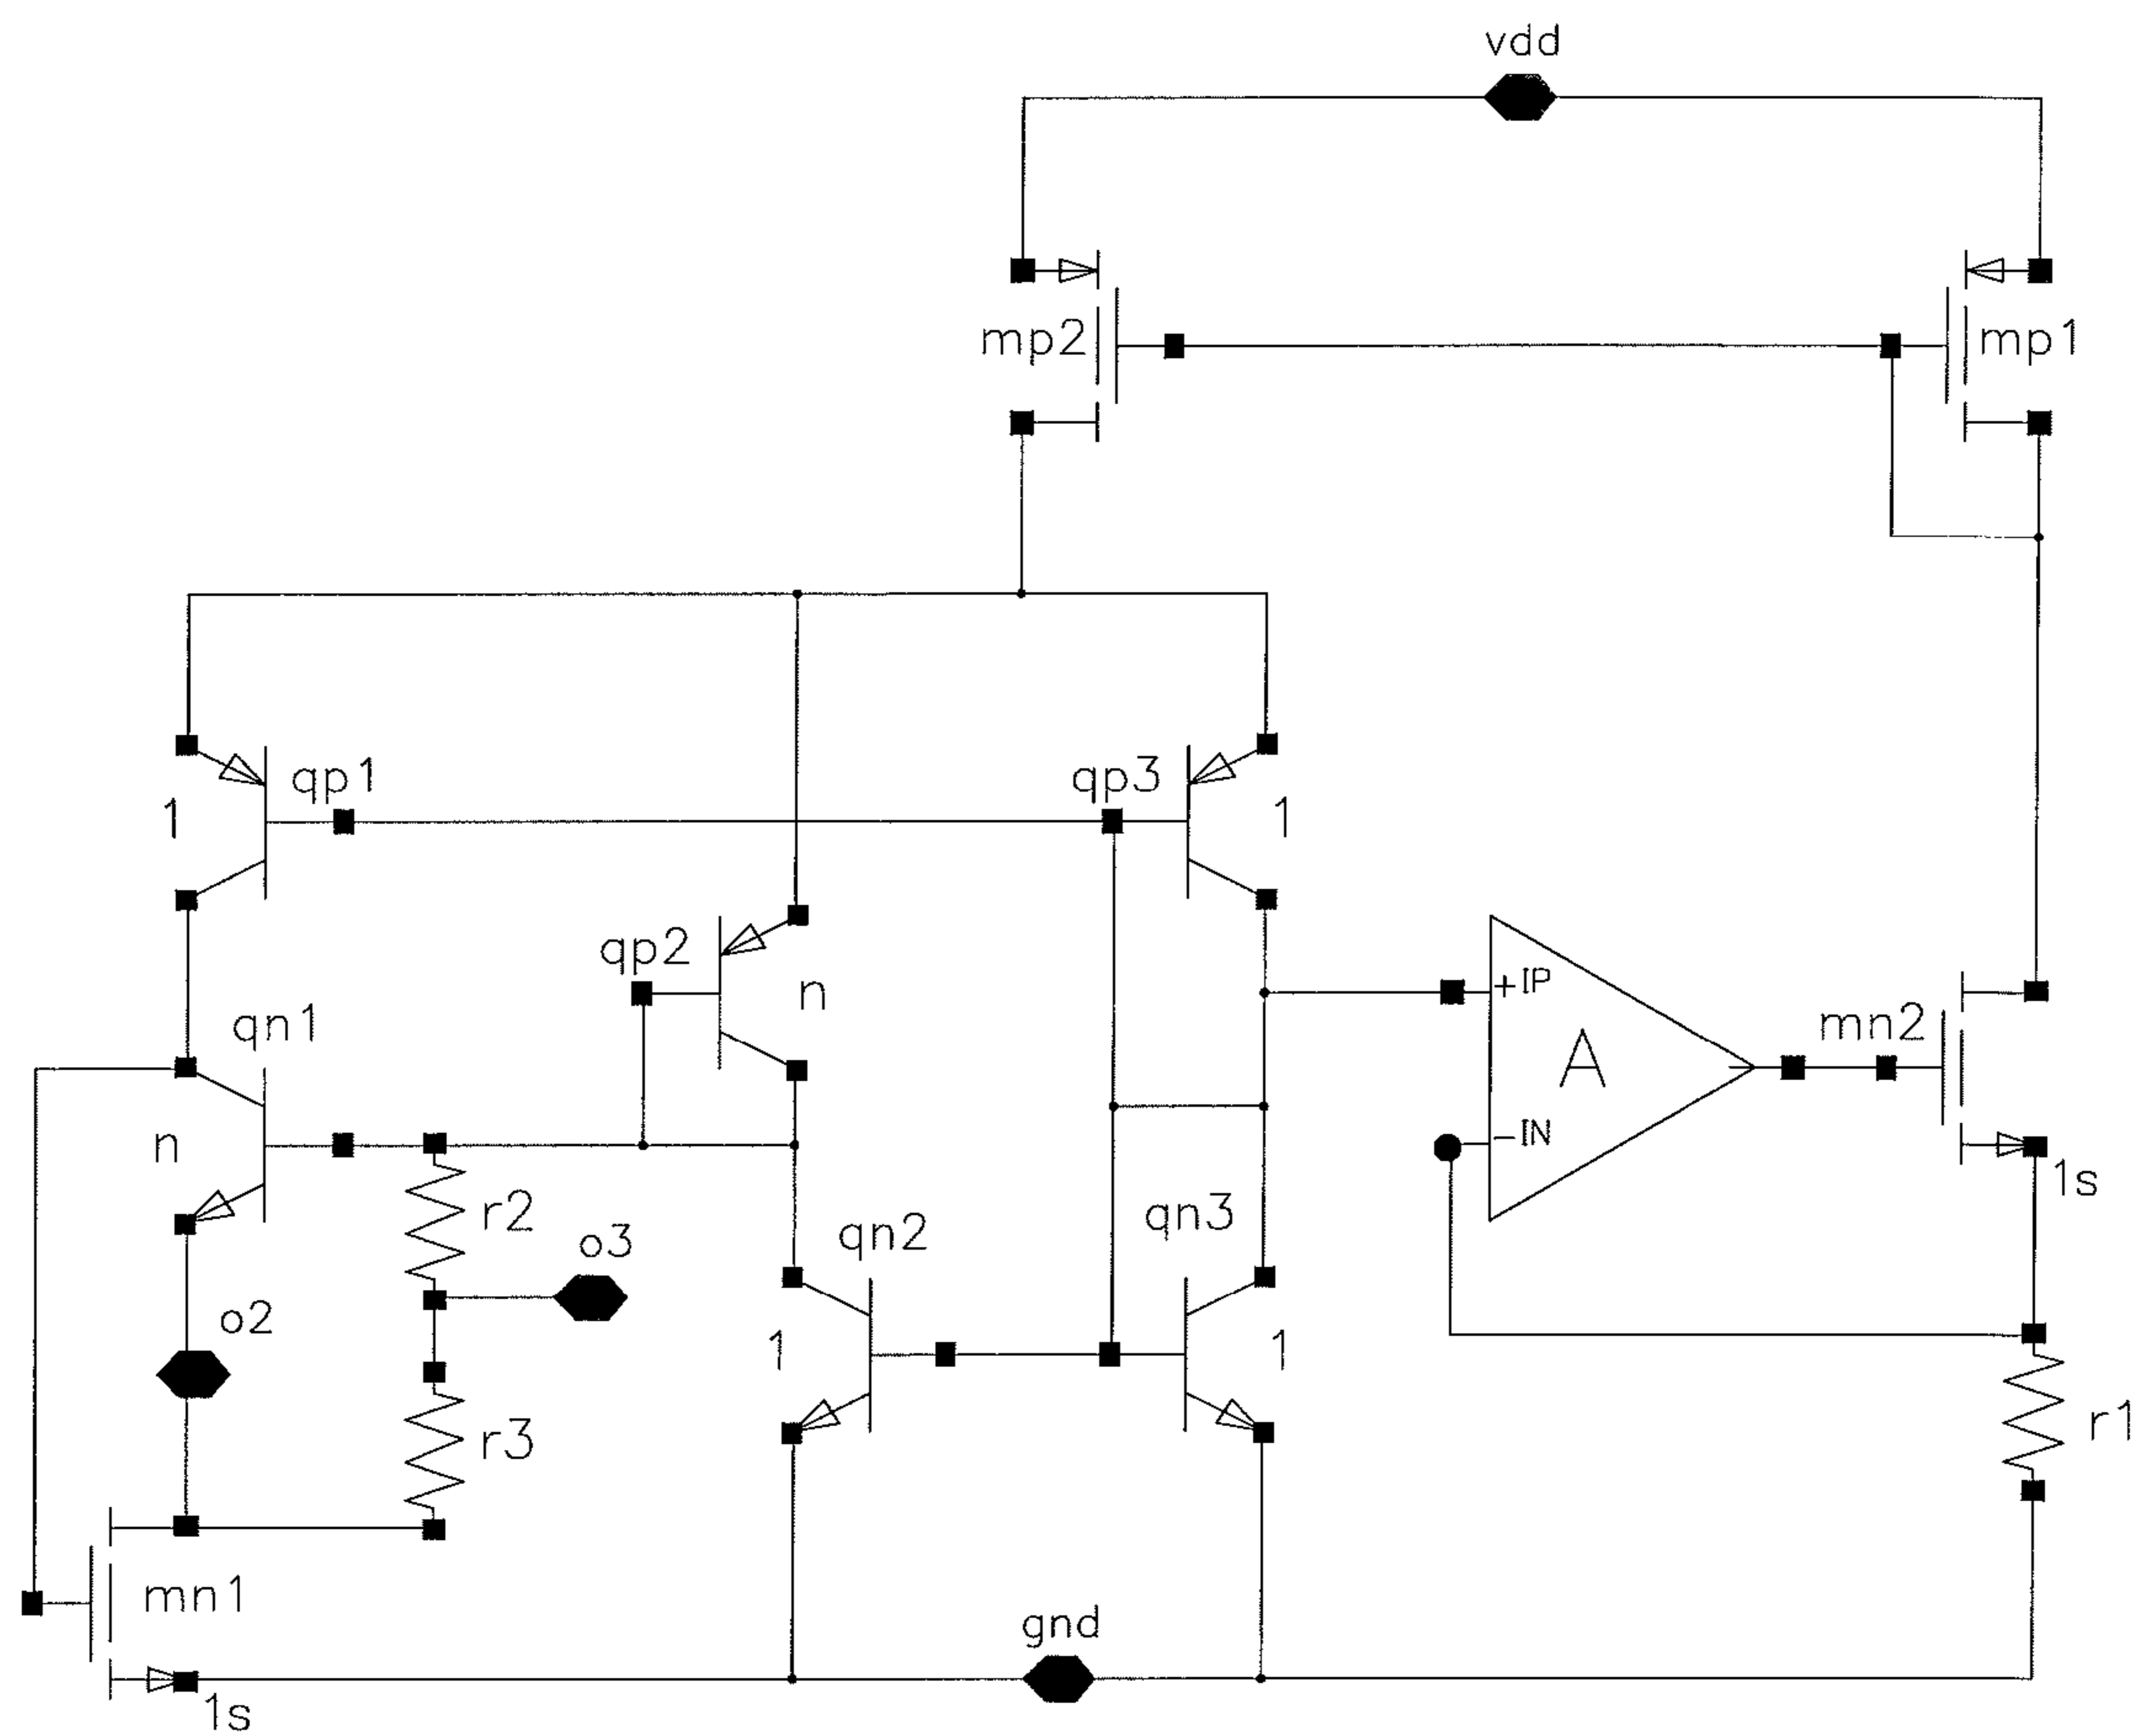 vdd
mp2
mp1
qp1
qp3
1
1
qp2
n
+IP
qn1
mn2
A
n
-IN
1s
r2
qn3
o3
qn2
o2
1
1
r1
r3
mn1
gnd
1s